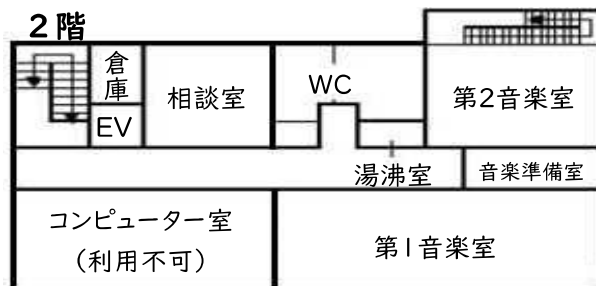 2階
倉庫
EV
相談室
WC
第2音楽室
湯沸室
音楽準備室
コンピューター室
(利用不可)
第1音楽室